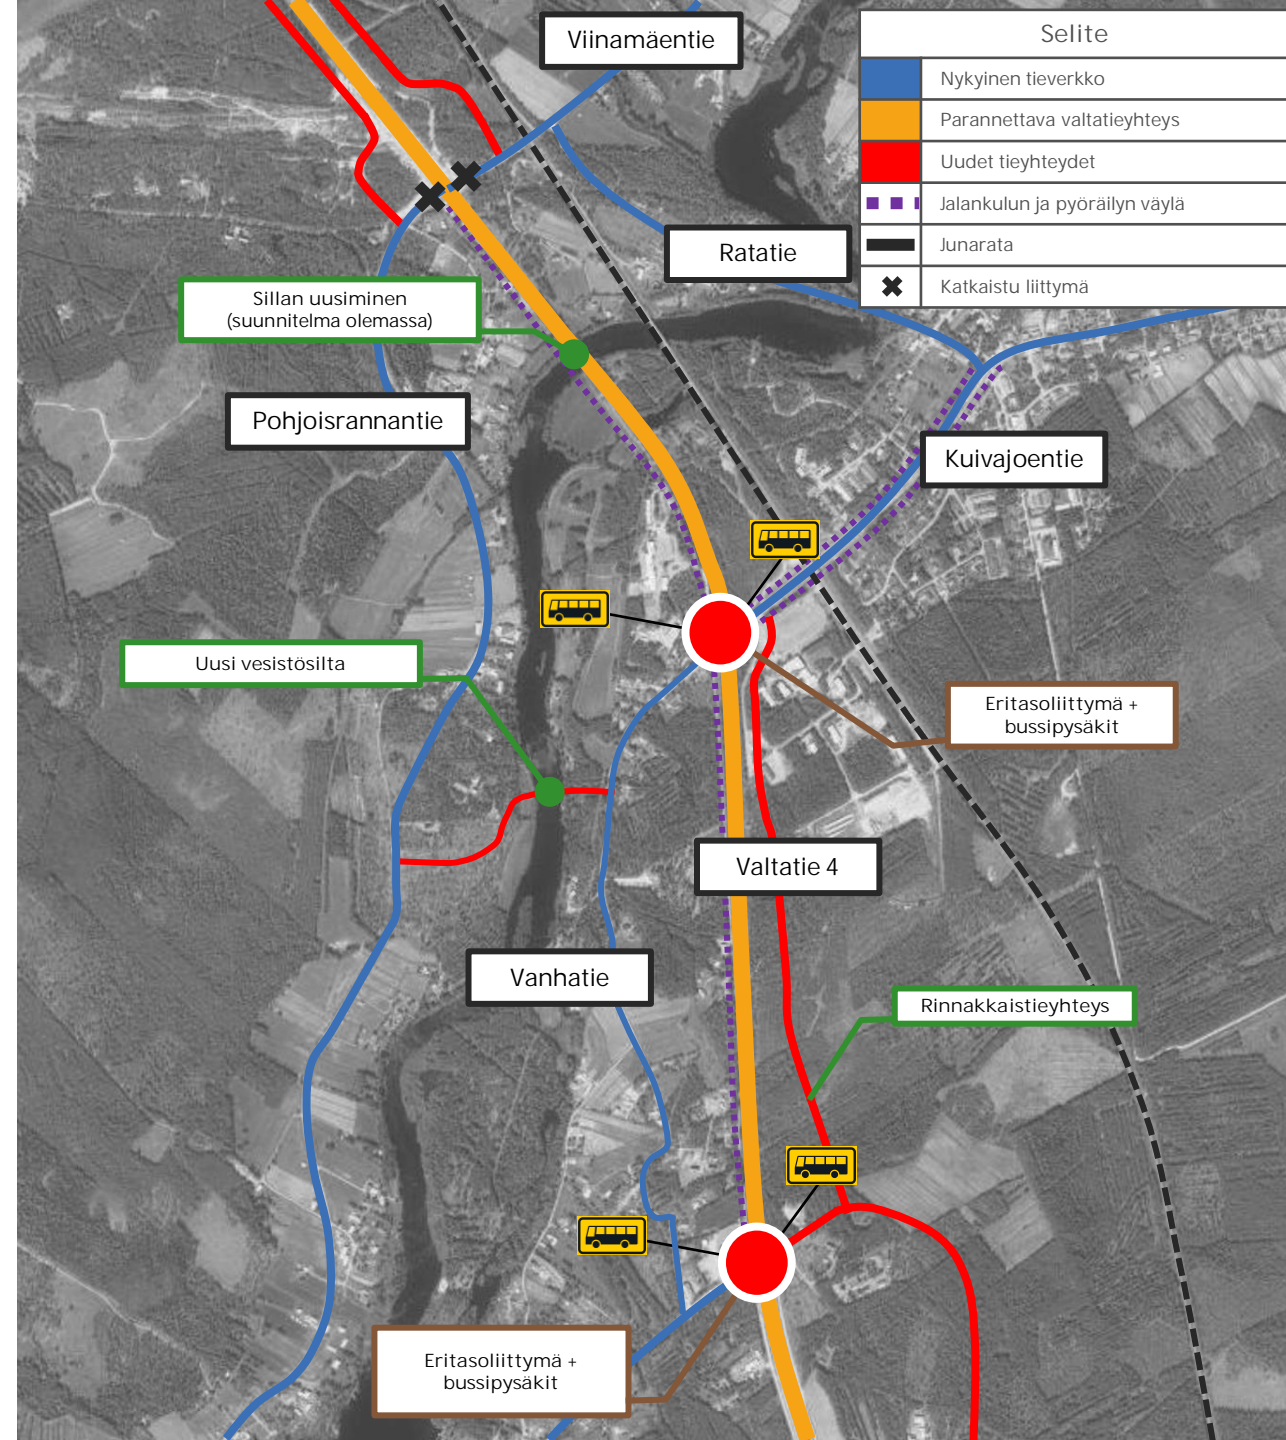 Viinamäentie
Selite
Nykyinen tieverkko
Parannettava valtatieyhteys
Uudet tieyhteydet
Jalankulun ja pyöräilyn väylä
Junarata
Katkaistu liittymä
Ratatie
Sillan uusiminen
(suunnitelma olemassa)
Pohjoisrannantie
Kuivajoentie
Uusi vesistösilta
Eritasoliittymä +
bussipysäkit
Valtatie 4
Vanhatie
Rinnakkaistieyhteys
Eritasoliittymä +
bussipysäkit